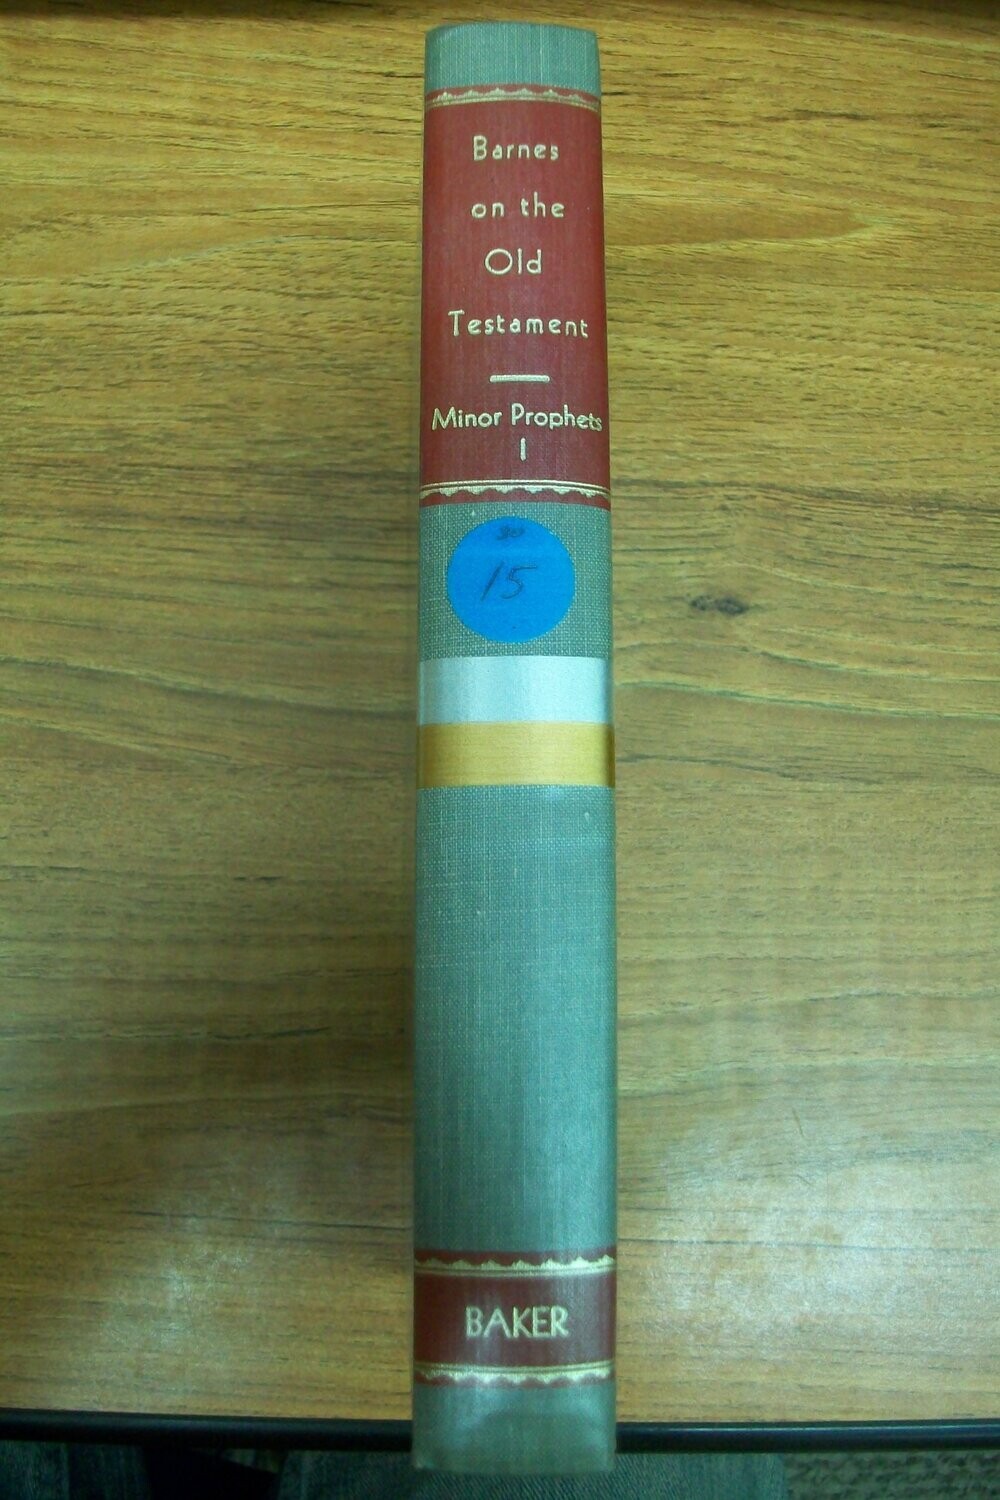 Barnes
on the
Old
Testament
Minor Prophets
I
15
BAKER